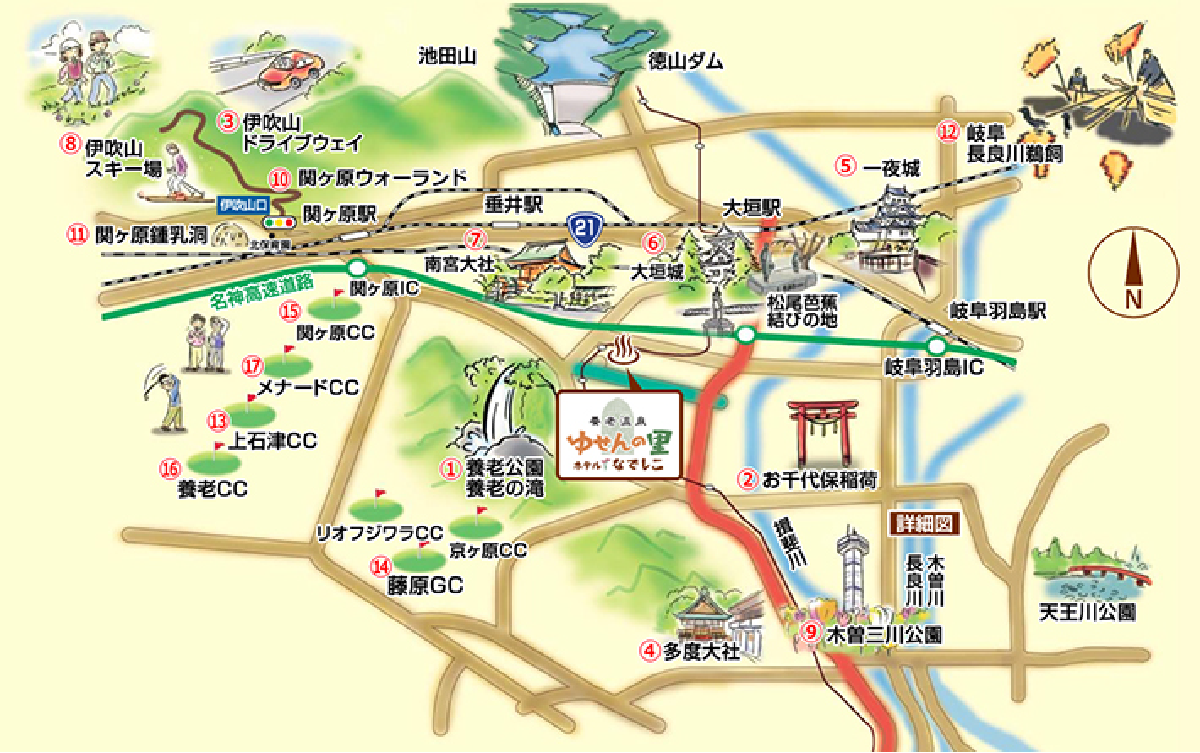 池田山
徳山ダム
③ 伊吹山
ドライブウェイ
⑧ 伊吹山
スキー場
⑫ 岐阜
長良川鵜飼
⑤ 一夜城
⑩ 関ヶ原ウォーランド
伊吹山口
関ヶ原駅
垂井駅
21
大垣駅
⑪ 関ヶ原鍾乳洞
北保育園
⑦
南宮大社
⑥
大垣城
名神高速道路
関ヶ原IC
松尾芭蕉
結びの地
岐阜羽島駅
N
⑮
関ヶ原CC
岐阜羽島IC
⑰
メナードCC
⑬
上石津CC
⑯
養老CC
養老温泉
ゆせんの里
ホテルなでしこ
① 養老公園
養老の滝
② お千代保稲荷
詳細図
リオフジワラCC
京ヶ原CC
⑭
藤原GC
揖斐川
長良川
木曽川
天王川公園
④ 多度大社
⑨ 木曽三川公園